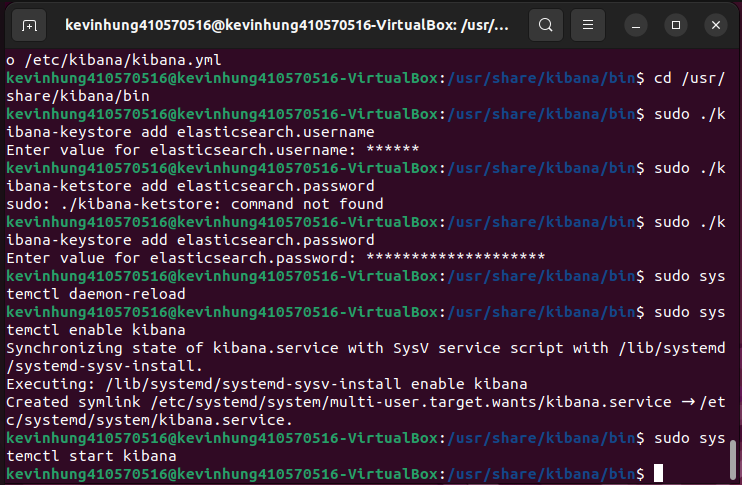 kevinhung410570516@kevinhung410570516-VirtualBox: /usr/...
o /etc/kibana/kibana.yml
kevinhung410570516@kevinhung410570516-VirtualBox:/usr/share/kibana/bin$ cd /usr/
share/kibana/bin
kevinhung410570516@kevinhung410570516-VirtualBox:/usr/share/kibana/bin$ sudo ./k
ibana-keystore add elasticsearch.username
Enter value for elasticsearch.username: ******
kevinhung410570516@kevinhung410570516-VirtualBox:/usr/share/kibana/bin$ sudo ./k
ibana-ketstore add elasticsearch.password
sudo: ./kibana-ketstore: command not found
kevinhung410570516@kevinhung410570516-VirtualBox:/usr/share/kibana/bin$ sudo ./k
ibana-keystore add elasticsearch.password
Enter value for elasticsearch.password: ********************
kevinhung410570516@kevinhung410570516-VirtualBox:/usr/share/kibana/bin$ sudo sys
temctl daemon-reload
kevinhung410570516@kevinhung410570516-VirtualBox:/usr/share/kibana/bin$ sudo sys
temctl enable kibana
Synchronizing state of kibana.service with SysV service script with /lib/systemd
/systemd-sysv-install.
Executing: /lib/systemd/systemd-sysv-install enable kibana
Created symlink /etc/systemd/system/multi-user.target.wants/kibana.service → /et
c/systemd/system/kibana.service.
kevinhung410570516@kevinhung410570516-VirtualBox:/usr/share/kibana/bin$ sudo sys
temctl start kibana
kevinhung410570516@kevinhung410570516-VirtualBox:/usr/share/kibana/bin$